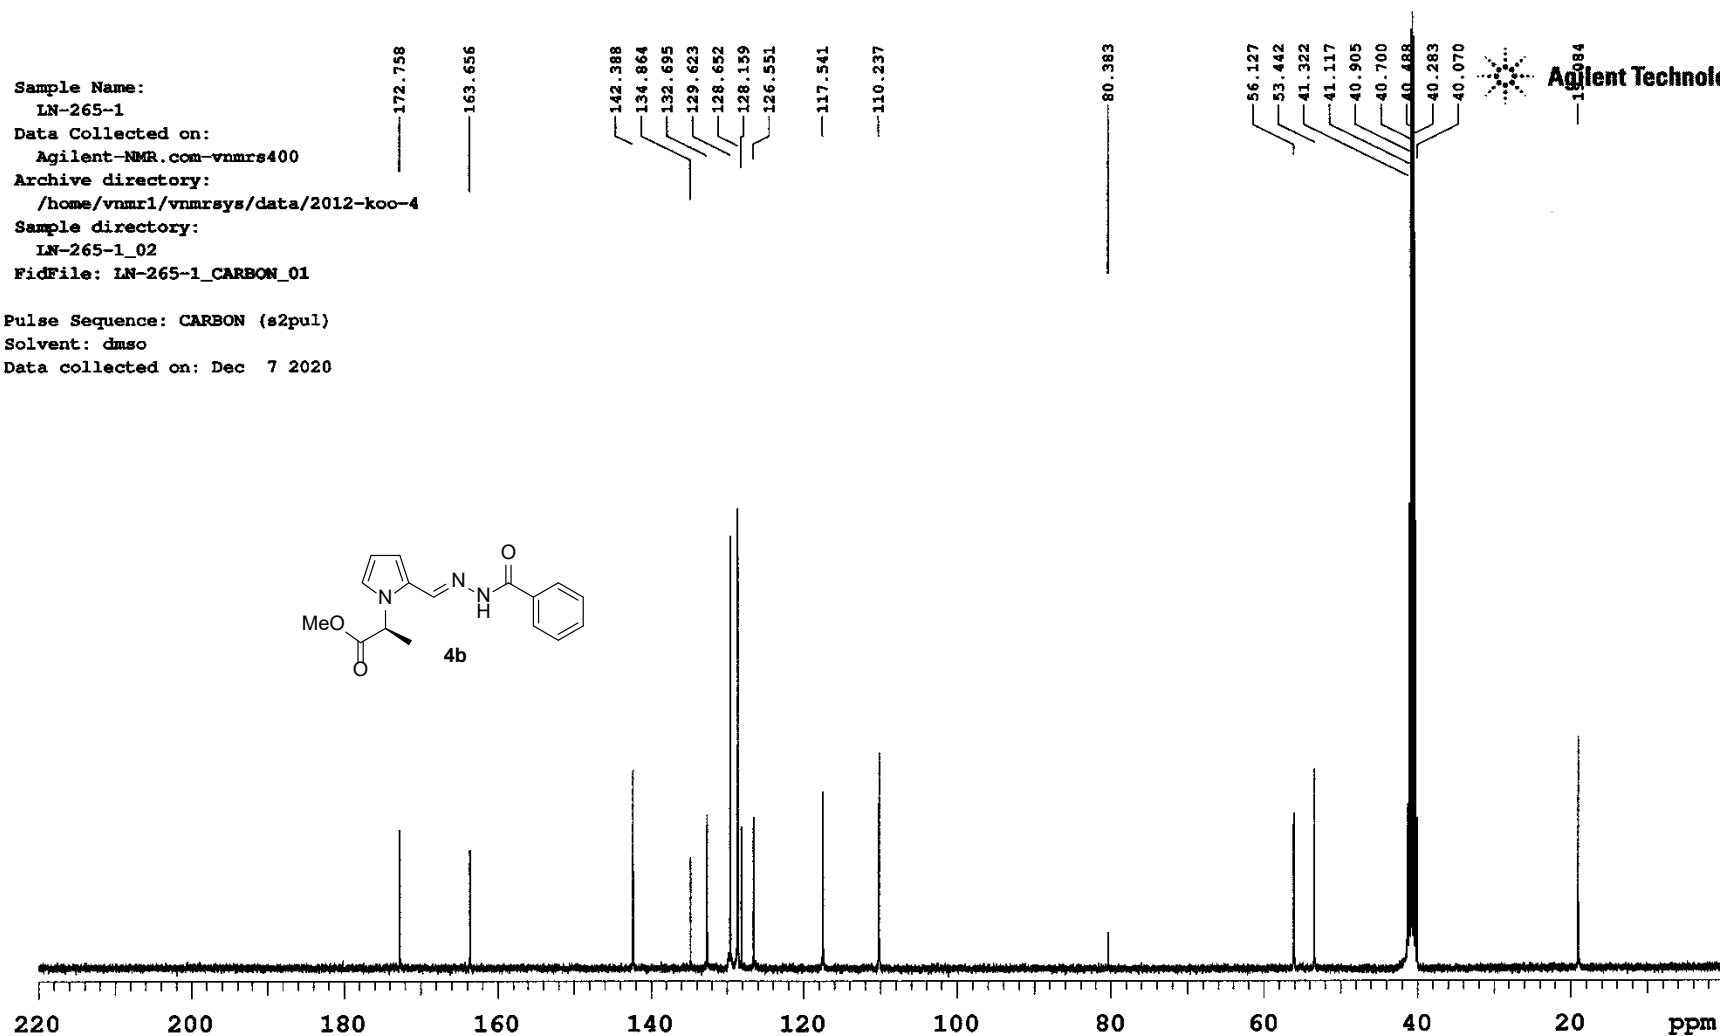 Sample Name:
LN-265-1
Data Collected on:
Agilent-NMR.com-vnmrs400
Archive directory:
/home/vnmr1/vnmrsys/data/2012-koo-4
Sample directory:
LN-265-1_02
FidFile: LN-265-1_CARBON_01
Pulse Sequence: CARBON (s2pul)
Solvent: dmso
Data collected on: Dec 7 2020
172.758
163.656
142.388
134.864
132.695
129.623
128.652
128.159
126.551
117.541
110.237
80.383
56.127
53.442
41.322
41.117
40.905
40.700
40.488
40.283
40.070
Agilent Technolo
O
N
N
H
N
MeO
O
4b
220 200 180 160 140 120 100 80 60 40 20 ppm